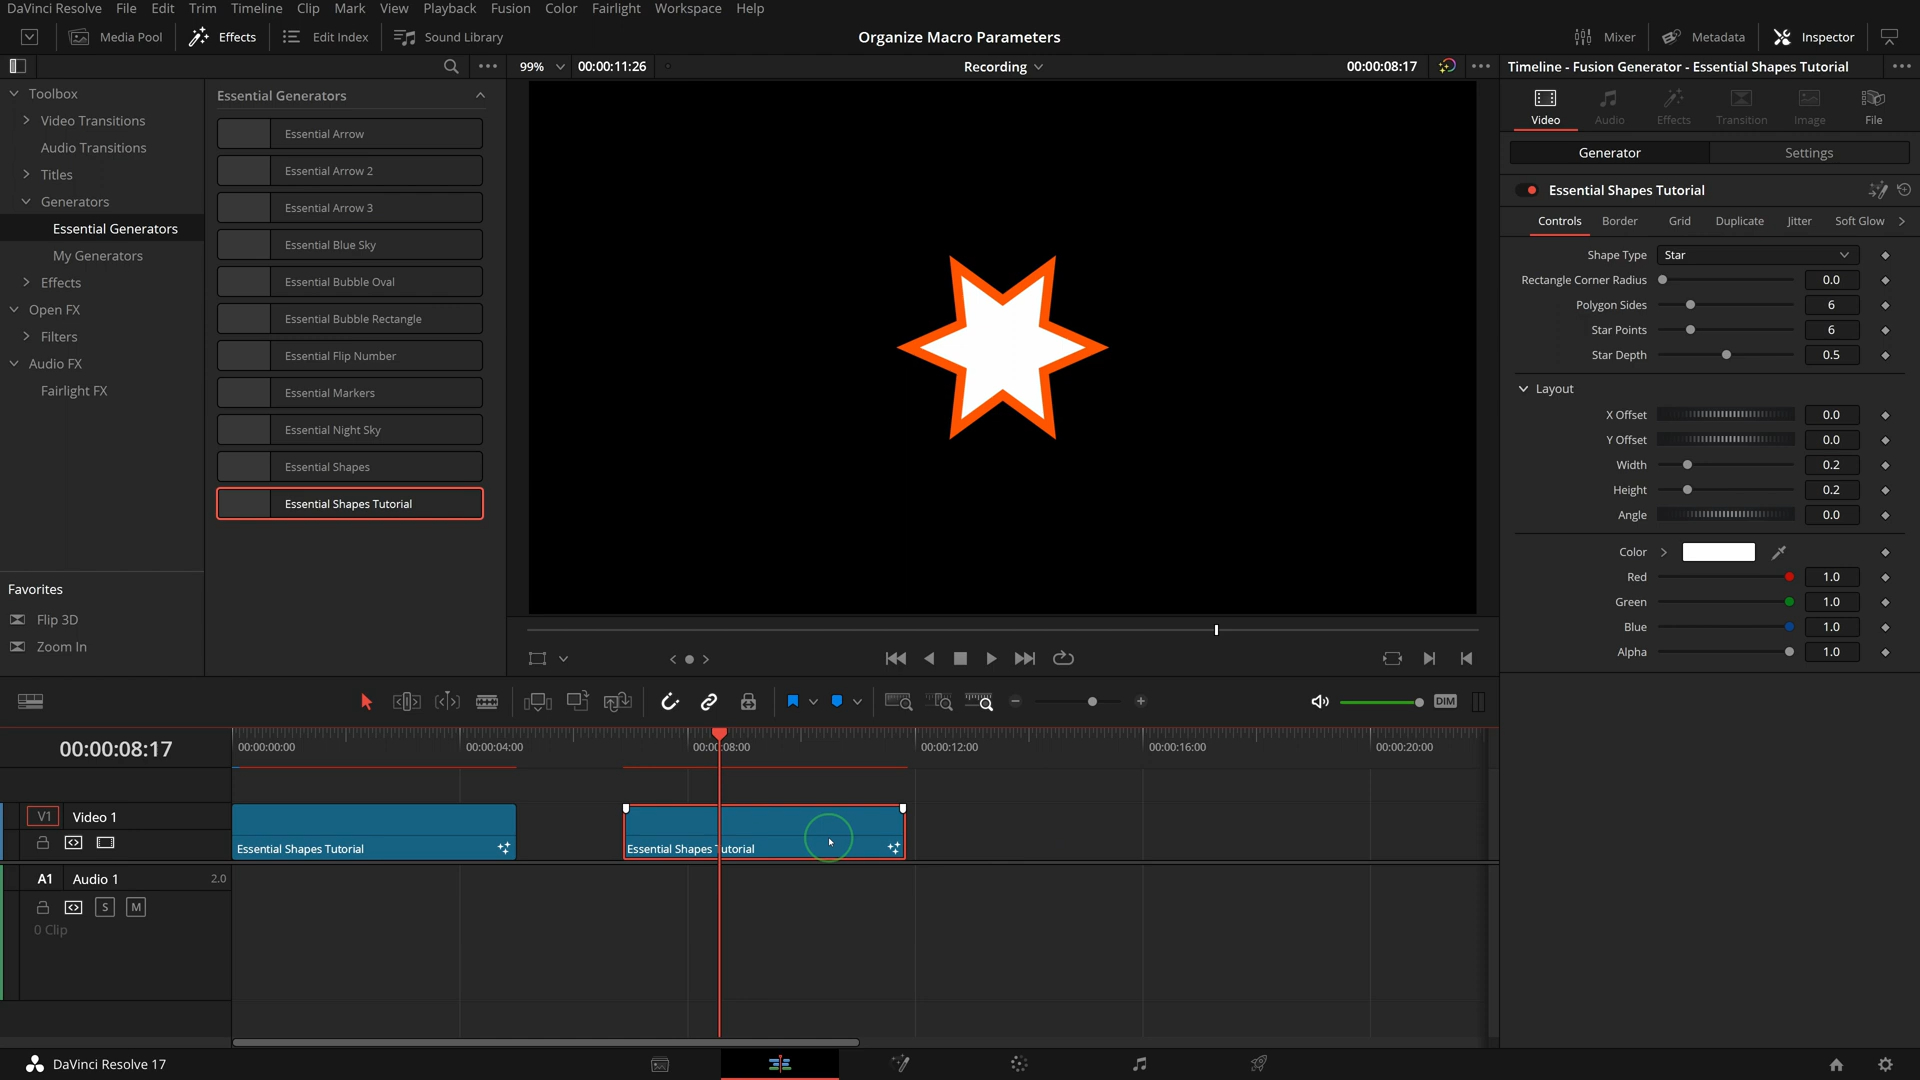 DaVinci Resolve File Edit Trim Timeline Clip Mark View Playback Fusion Color Fairlight Workspace Help
Media Pool Effects Edit Index Sound Library Organize Macro Parameters Mixer Metadata Inspector
99% 00:00:11:26 Recording 00:00:08:17 Timeline - Fusion Generator - Essential Shapes Tutorial
Toolbox
Video Transitions
Audio Transitions
Titles
Generators
Essential Generators
My Generators
Effects
Open FX
Filters
Audio FX
Fairlight FX
Favorites
Flip 3D
Zoom In
Essential Generators
Essential Arrow
Essential Arrow 2
Essential Arrow 3
Essential Blue Sky
Essential Bubble Oval
Essential Bubble Rectangle
Essential Flip Number
Essential Markers
Essential Night Sky
Essential Shapes
Essential Shapes Tutorial
Video Audio Effects Transition Image File
Generator Settings
Essential Shapes Tutorial
Controls Border Grid Duplicate Jitter Soft Glow
Shape Type Star
Rectangle Corner Radius 0.0
Polygon Sides 6
Star Points 6
Star Depth 0.5
Layout
X Offset 0.0
Y Offset 0.0
Width 0.2
Height 0.2
Angle 0.0
Color
Red 1.0
Green 1.0
Blue 1.0
Alpha 1.0
DIM
00:00:08:17 00:00:00:00 00:00:04:00 00:00:08:00 00:00:12:00 00:00:16:00 00:00:20:00
V1 Video 1
Essential Shapes Tutorial Essential Shapes Tutorial
A1 Audio 1 2.0
S M
0 Clip
DaVinci Resolve 17